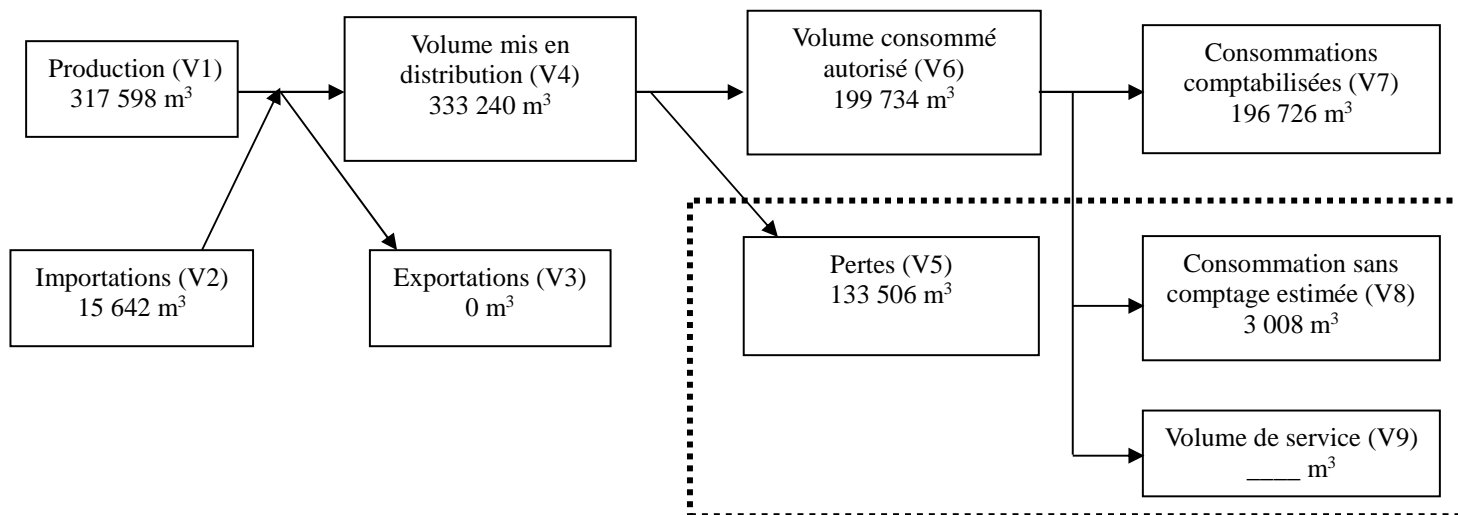 Production (V1)
317 598 m³
Volume mis en
distribution (V4)
333 240 m³
Volume consommé
autorisé (V6)
199 734 m³
Consommations
comptabilisées (V7)
196 726 m³
Importations (V2)
15 642 m³
Exportations (V3)
0 m³
Pertes (V5)
133 506 m³
Consommation sans
comptage estimée (V8)
3 008 m³
Volume de service (V9)
____ m³